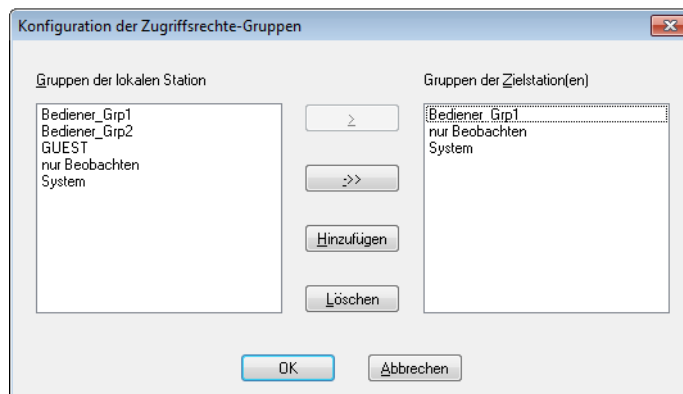 Konfiguration der Zugriffsrechte-Gruppen
Gruppen der lokalen Station
Gruppen der Zielstation(en)
Bediener_Grp1
Bediener_Grp2
GUEST
nur Beobachten
System
>
->>
Hinzufügen
Löschen
Bediener_Grp1
nur Beobachten
System
OK
Abbrechen